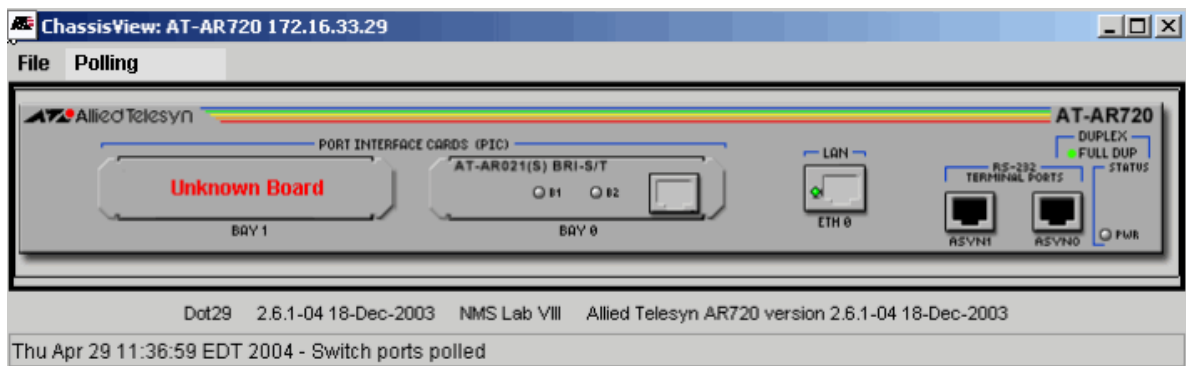 ChassisView: AT-AR720 172.16.33.29
File Polling
Allied Telesyn
AT-AR720
PORT INTERFACE CARDS (PIC)
DUPLEX
FULL DUP
LAN
AT-AR021(S) BRI-S/T
RS-232
TERMINAL PORTS
STATUS
Unknown Board
B1 B2
BAY 1
BAY 0
ETH 0
ASYN1
ASYN0
PWR
Dot29 2.6.1-04 18-Dec-2003 NMS Lab VIII Allied Telesyn AR720 version 2.6.1-04 18-Dec-2003
Thu Apr 29 11:36:59 EDT 2004 - Switch ports polled